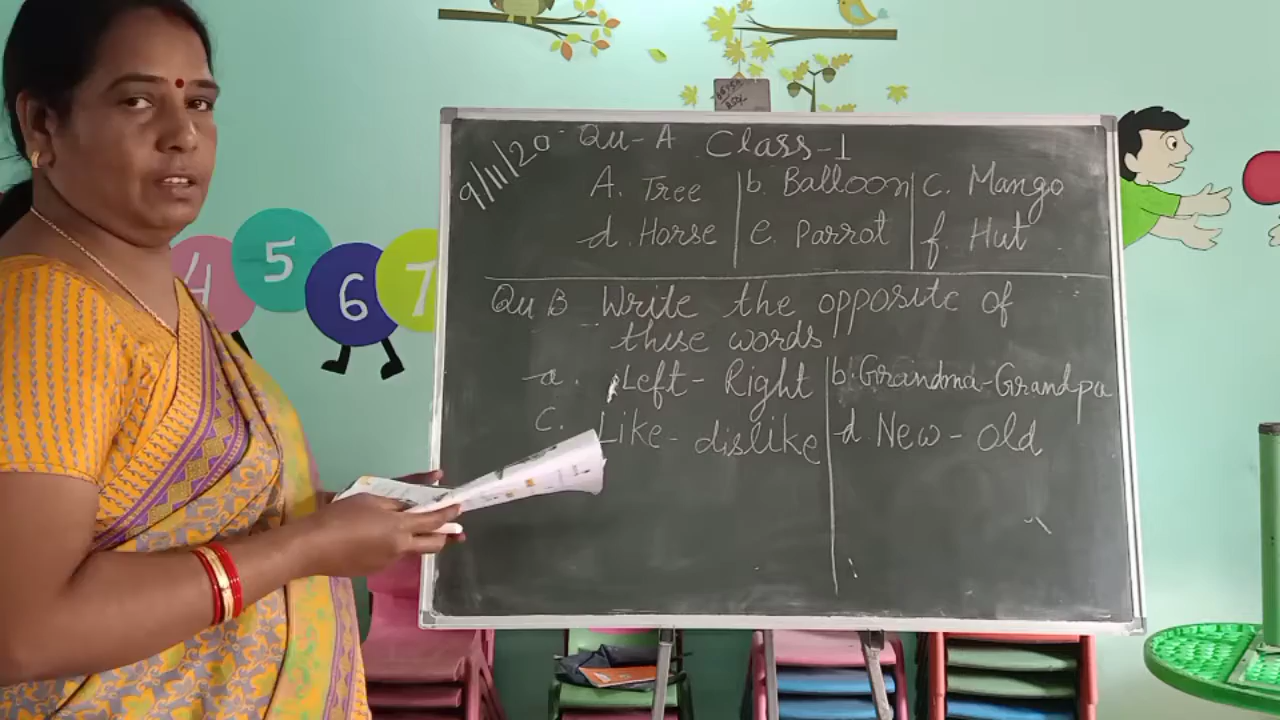 9/11/20 Qu-A Class-1
A. Tree b. Balloon c. Mango
d. Horse e. Parrot f. Hut
Qu B Write the opposite of
these words
a. Left - Right b. Grandma - Grandpa
C. Like - dislike d New - old
4 5 6 7